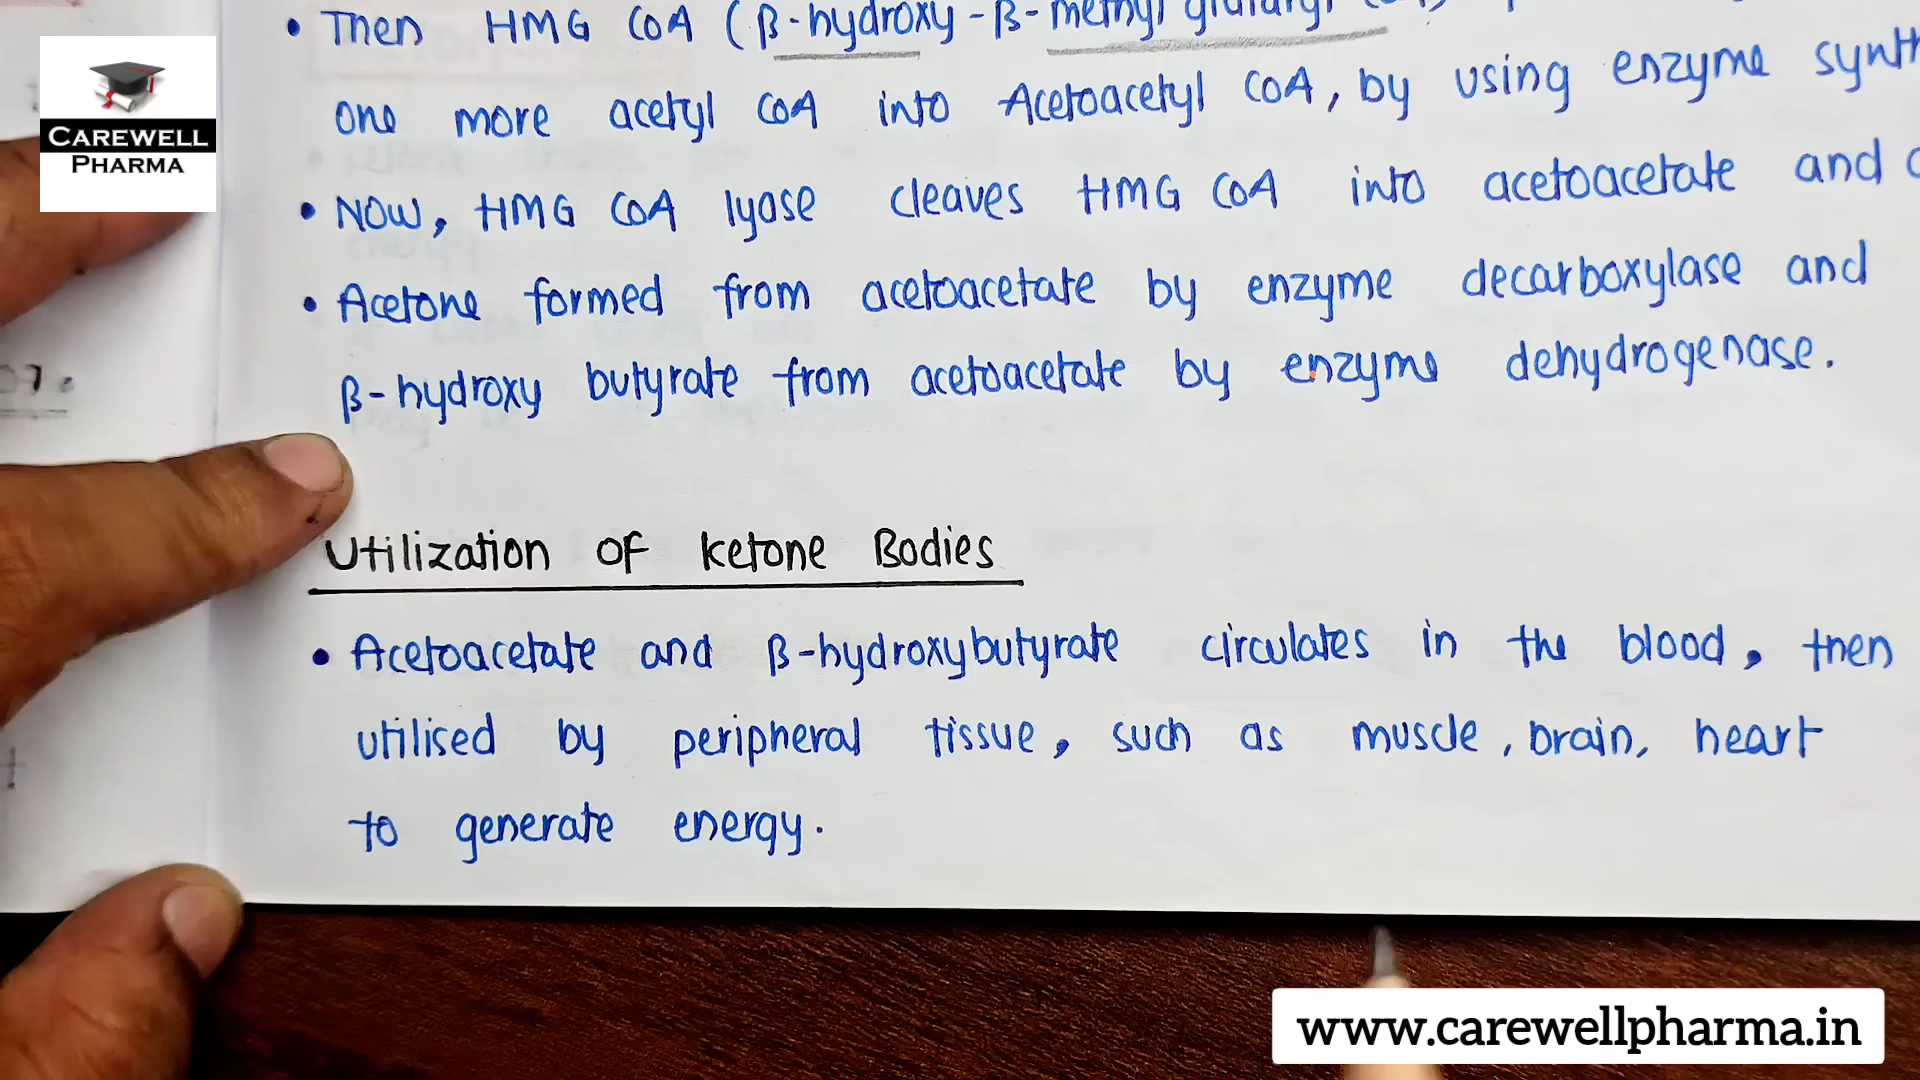 • Then HMG CoA (β-hydroxy-β-methyl glutaryl
one more acetyl CoA into Acetoacetyl CoA, by using enzyme synth
• Now, HMG CoA lyase cleaves HMG CoA into acetoacetate and
• Acetone formed from acetoacetate by enzyme decarboxylase and
β-hydroxy butyrate from acetoacetate by enzyme dehydrogenase.
Utilization of Ketone Bodies
• Acetoacetate and β-hydroxybutyrate circulates in the blood, then
utilised by peripheral tissue, such as muscle, brain, heart
to generate energy.
CAREWELL
PHARMA
www.carewellpharma.in